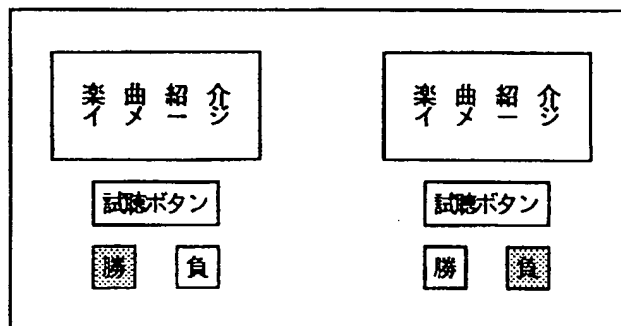 楽曲紹介 楽曲紹介
イメージ イメージ
試聴ボタン 試聴ボタン
勝 負 勝 負